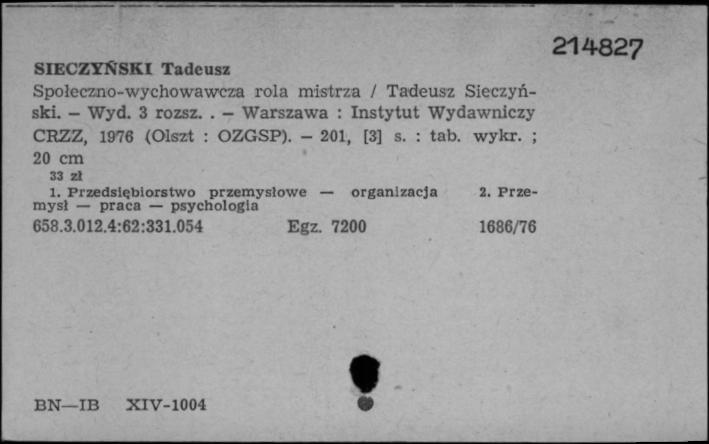 214827
SIECZYŃSKI Tadeusz
Społeczno-wychowawcza rola mistrza / Tadeusz Sieczyń-
ski. — Wyd. 3 rozsz. . — Warszawa : Instytut Wydawniczy
CRZZ, 1976 (Olszt : OZGSP). — 201, [3] s. : tab. wykr. ;
20 cm
33 zł
1. Przedsiębiorstwo przemysłowe — organizacja 2. Prze-
mysł — praca — psychologia
658.3.012.4:62:331.054 Egz. 7200 1686/76
BN—IB XIV-1004